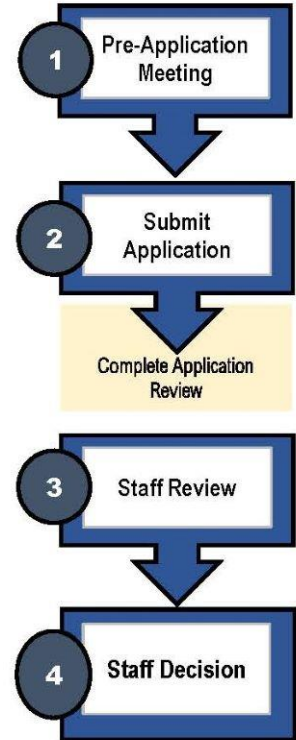 1
Pre-Application
Meeting
2
Submit
Application
Complete Application
Review
3
Staff Review
4
Staff Decision